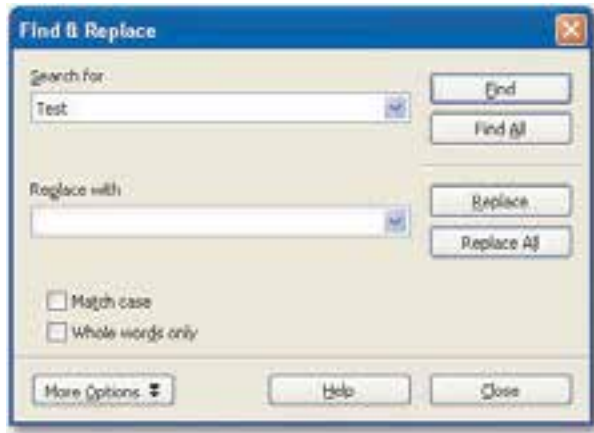 Find & Replace
Search for
Test
Find
Find All
Replace with
Replace
Replace All
Match case
Whole words only
More Options
Help
Close